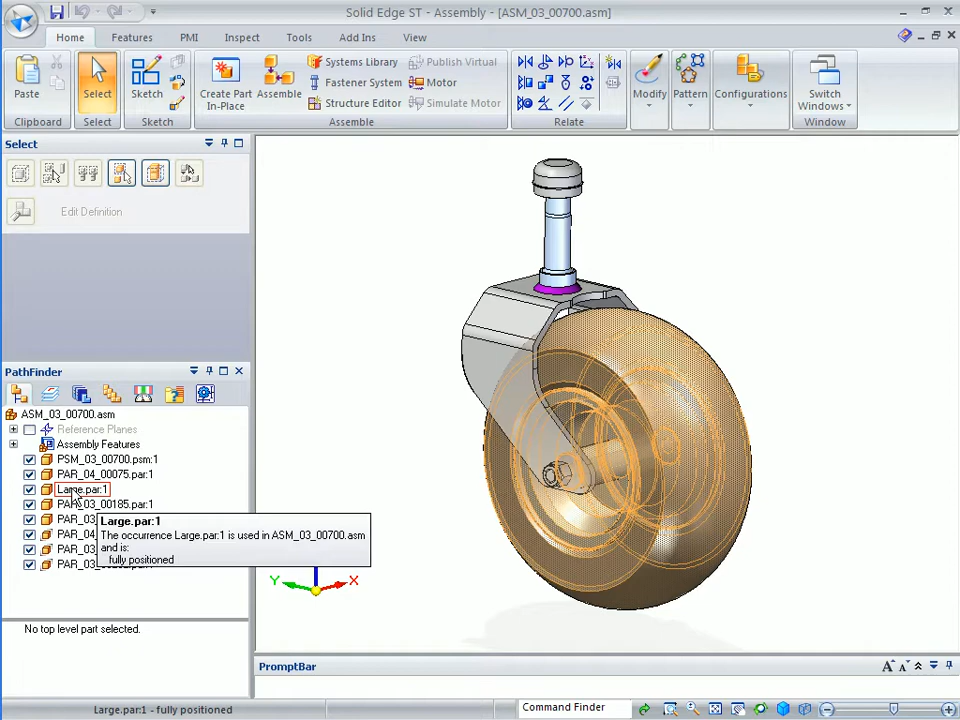 Solid Edge ST - Assembly - [ASM_03_00700.asm]
Home Features PMI Inspect Tools Add Ins View
Paste
Select
Sketch
Create Part
In-Place
Assemble
Systems Library
Fastener System
Structure Editor
Publish Virtual
Motor
Simulate Motor
Modify
Pattern
Configurations
Switch
Windows
Clipboard Select Sketch Assemble Relate Window
Select
Edit Definition
PathFinder
ASM_03_00700.asm
Reference Planes
Assembly Features
PSM_03_00700.psm:1
PAR_04_00075.par:1
Large.par:1
PAR_03_00185.par:1
PAR_03
PAR_04
PAR_03
PAR_03
Large.par:1
The occurrence Large.par:1 is used in ASM_03_00700.asm
and is:
fully positioned
Y X
No top level part selected.
PromptBar
A A
Large.par:1 - fully positioned
Command Finder